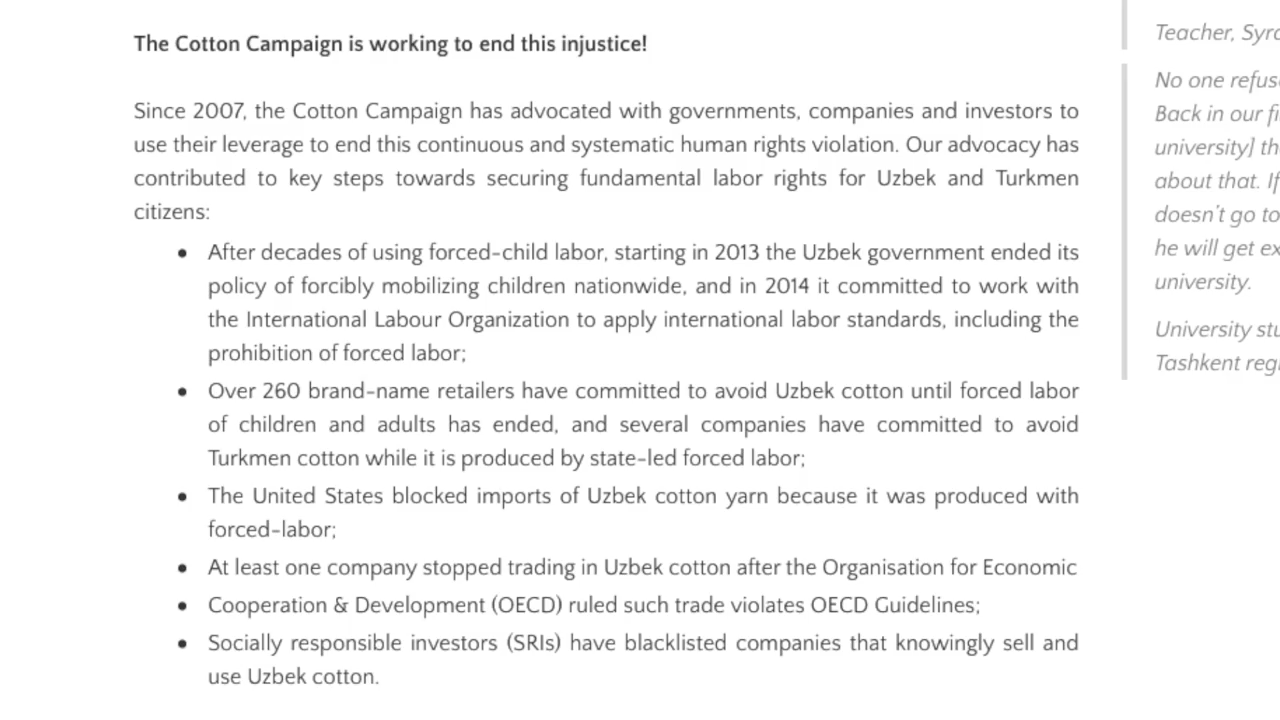 The Cotton Campaign is working to end this injustice!
Since 2007, the Cotton Campaign has advocated with governments, companies and investors to
use their leverage to end this continuous and systematic human rights violation. Our advocacy has
contributed to key steps towards securing fundamental labor rights for Uzbek and Turkmen
citizens:
• After decades of using forced-child labor, starting in 2013 the Uzbek government ended its
policy of forcibly mobilizing children nationwide, and in 2014 it committed to work with
the International Labour Organization to apply international labor standards, including the
prohibition of forced labor;
• Over 260 brand-name retailers have committed to avoid Uzbek cotton until forced labor
of children and adults has ended, and several companies have committed to avoid
Turkmen cotton while it is produced by state-led forced labor;
• The United States blocked imports of Uzbek cotton yarn because it was produced with
forced-labor;
• At least one company stopped trading in Uzbek cotton after the Organisation for Economic
• Cooperation & Development (OECD) ruled such trade violates OECD Guidelines;
• Socially responsible investors (SRIs) have blacklisted companies that knowingly sell and
use Uzbek cotton.
Teacher,
No one
Back in our
university]
about that. If
doesn't go to
he will get
university.
University
Tashkent